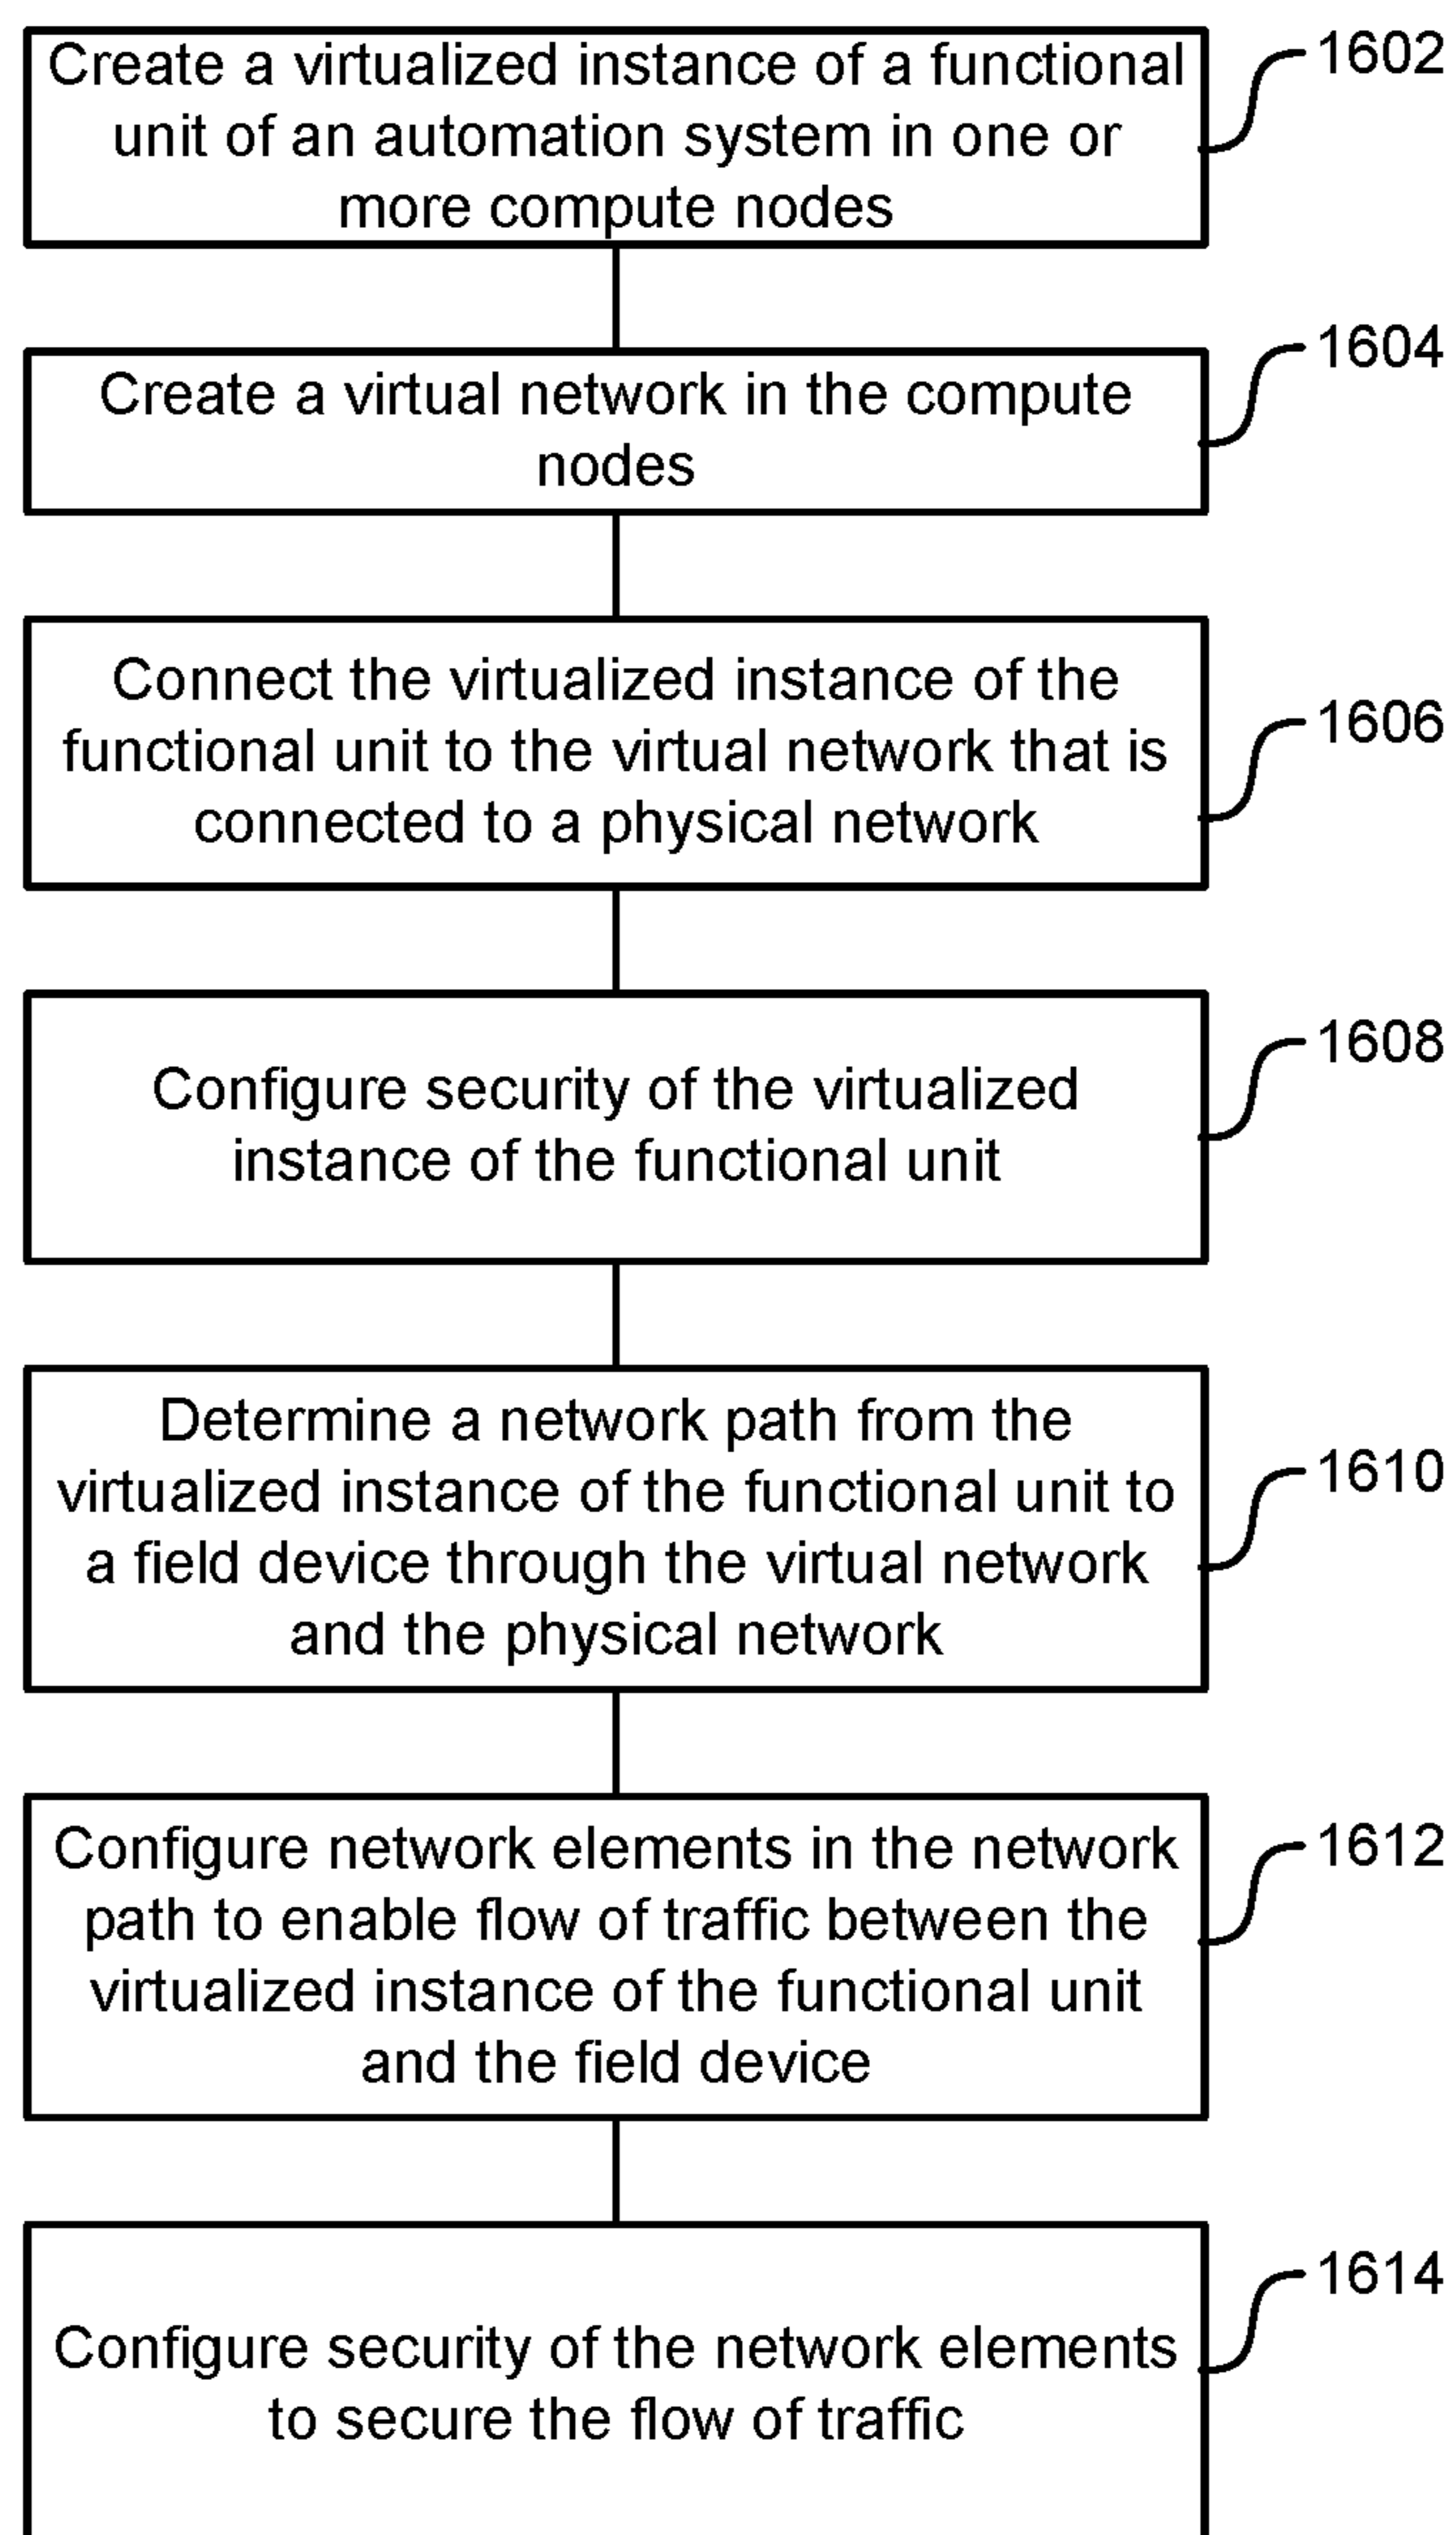 Create a virtualized instance of a functional
unit of an automation system in one or
more compute nodes
1602
Create a virtual network in the compute
nodes
1604
Connect the virtualized instance of the
functional unit to the virtual network that is
connected to a physical network
1606
Configure security of the virtualized
instance of the functional unit
1608
Determine a network path from the
virtualized instance of the functional unit to
a field device through the virtual network
and the physical network
1610
Configure network elements in the network
path to enable flow of traffic between the
virtualized instance of the functional unit
and the field device
1612
Configure security of the network elements
to secure the flow of traffic
1614